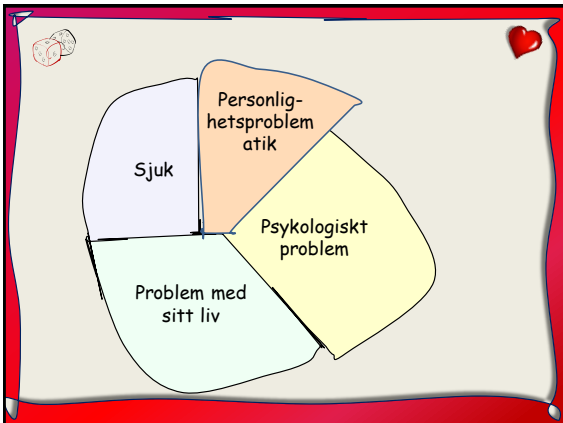 Personlig-
hetsproblem
atik
Sjuk
Psykologiskt
problem
Problem med
sitt liv